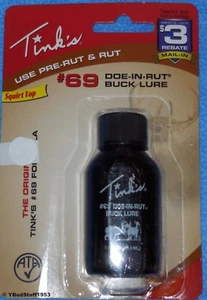 Tink's
$3
REBATE
MAIL-IN
USE PRE-RUT & RUT
Squirt Top
#69 DOE-IN-RUT®
BUCK LURE
THE ORIGINAL
TINK'S #69 FORMULA
Tink's
#69 DOE-IN-RUT
BUCK LURE
ATA
© YBadStuff1953